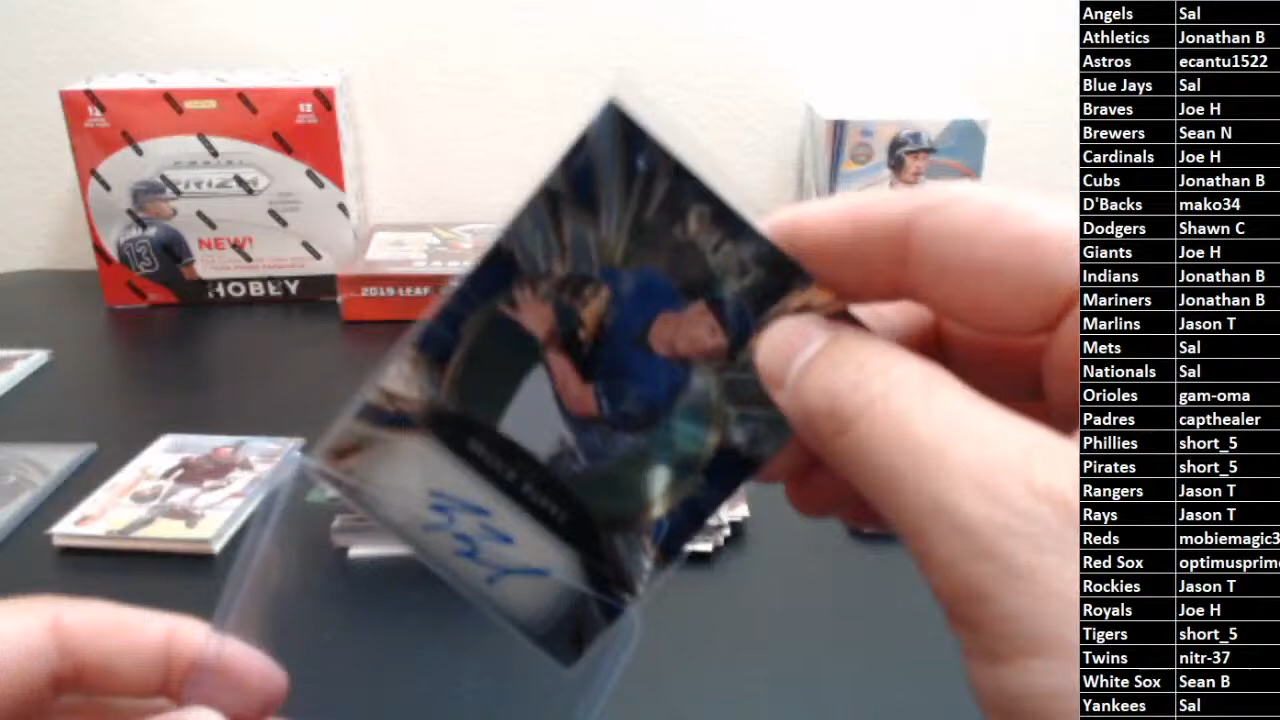 PANINI
PRIZM
NEW!
HOBBY
13
2019 LEAF
Angels Sal
Athletics Jonathan B
Astros ecantu1522
Blue Jays Sal
Braves Joe H
Brewers Sean N
Cardinals Joe H
Cubs Jonathan B
D'Backs mako34
Dodgers Shawn C
Giants Joe H
Indians Jonathan B
Mariners Jonathan B
Marlins Jason T
Mets Sal
Nationals Sal
Orioles gam-oma
Padres capthealer
Phillies short_5
Pirates short_5
Rangers Jason T
Rays Jason T
Reds mobiemagic3
Red Sox optimusprime
Rockies Jason T
Royals Joe H
Tigers short_5
Twins nitr-37
White Sox Sean B
Yankees Sal